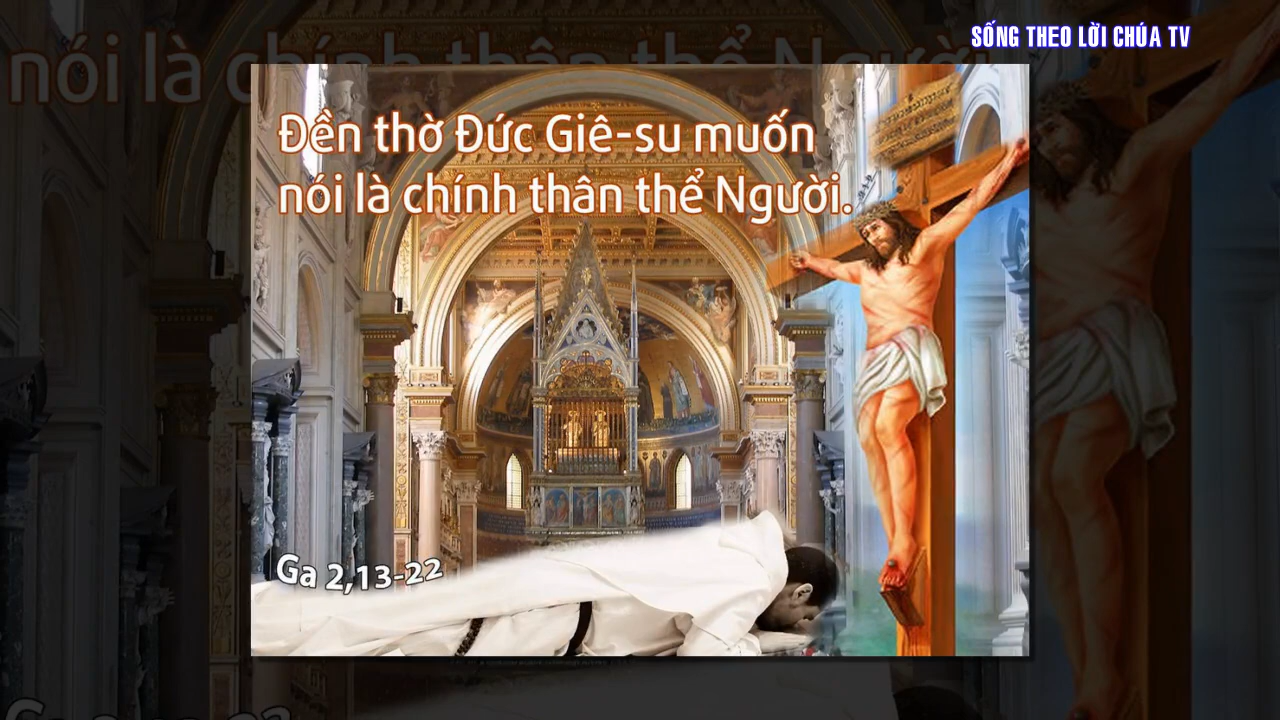 SỐNG THEO LỜI CHÚA TV
Đền thờ Đức Giê-su muốn
nói là chính thân thể Người.
Ga 2,13-22